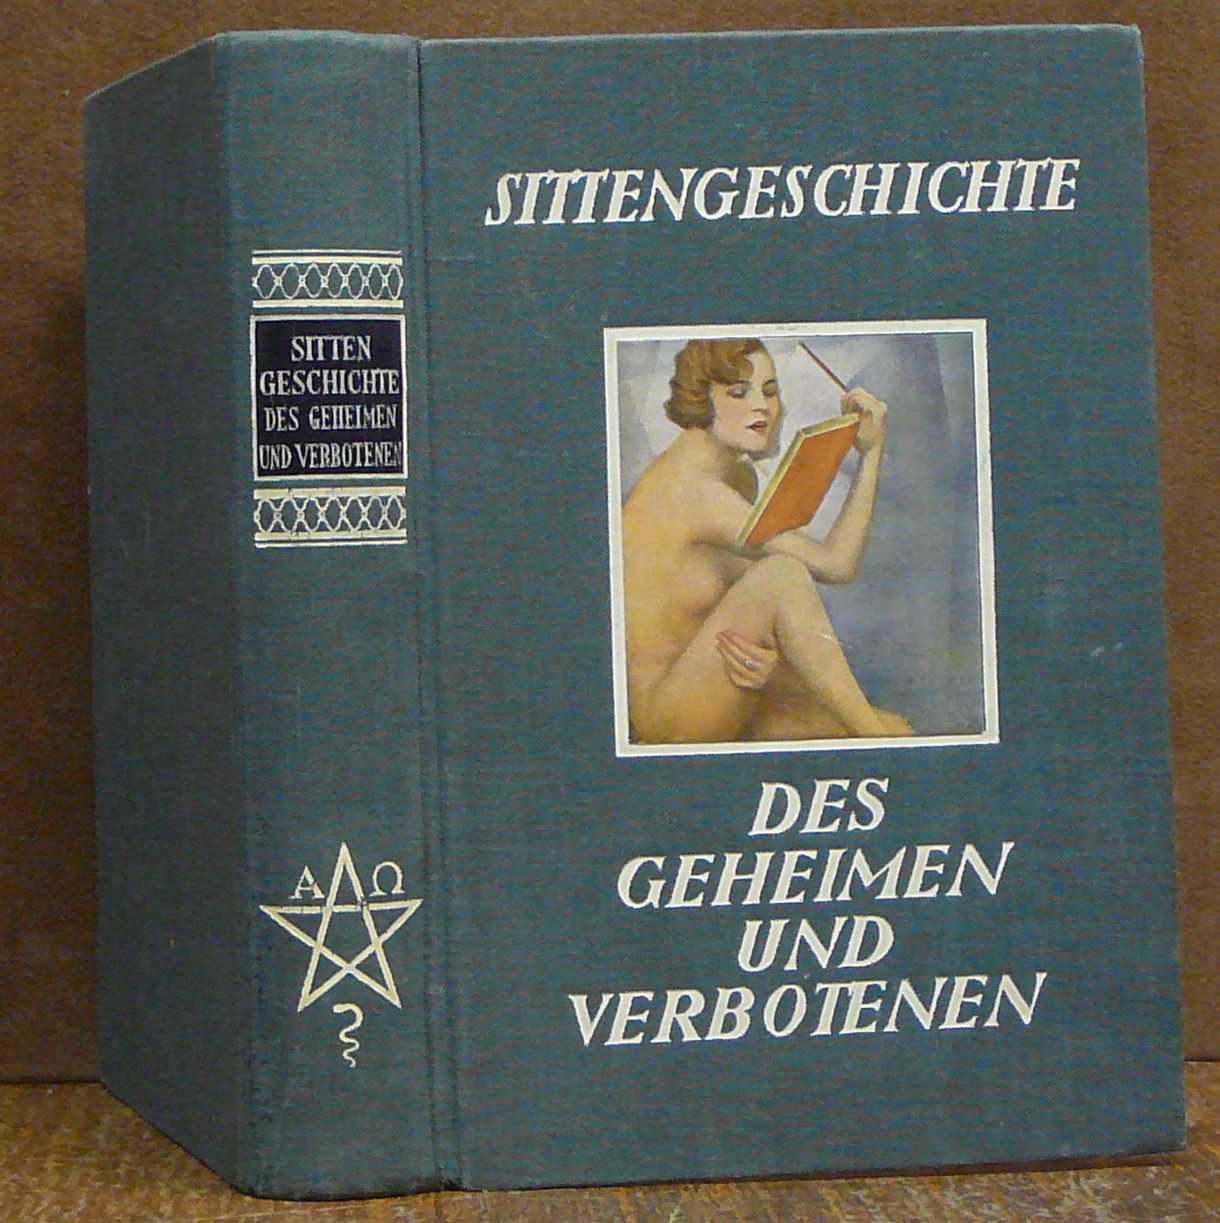 SITTEN
GESCHICHTE
DES GEHEIMEN
UND VERBOTENEN
Α Ω
SITTENGESCHICHTE
DES
GEHEIMEN
UND
VERBOTENEN